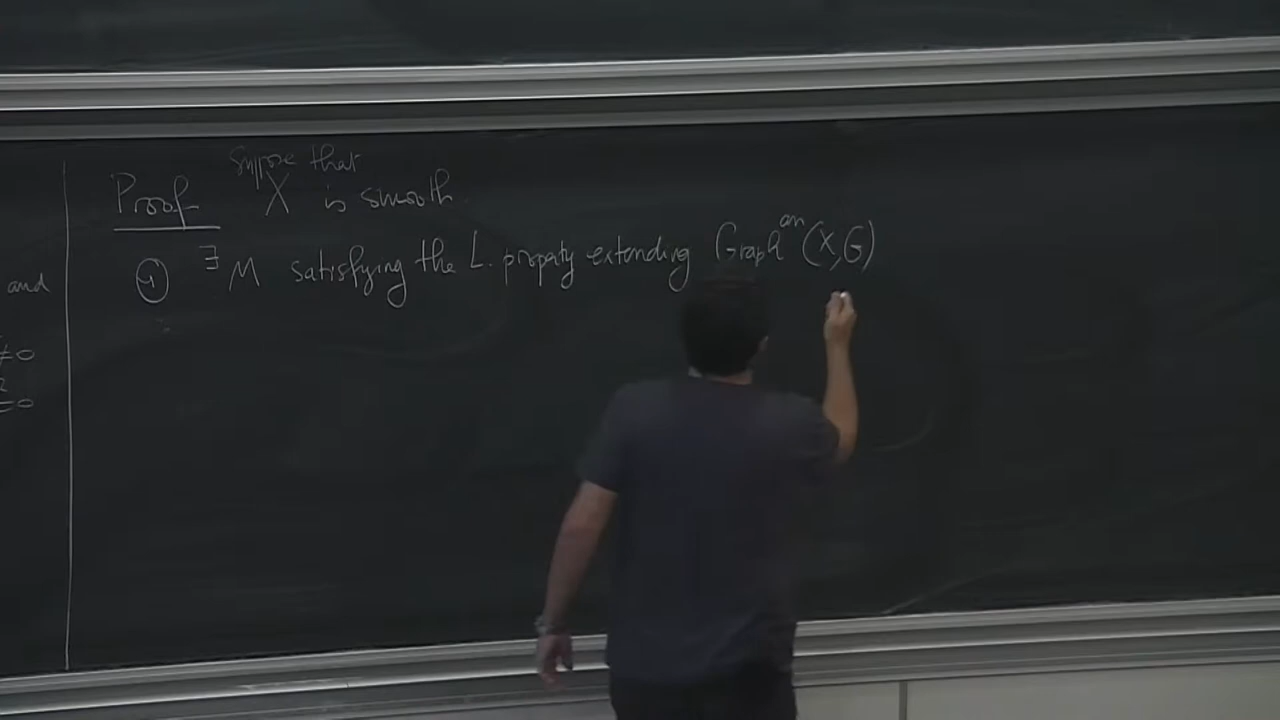 Suppose that
Proof X is smooth
① ∃ M satisfying the L. property extending Graph^an (X,G)
and
≠0
=0